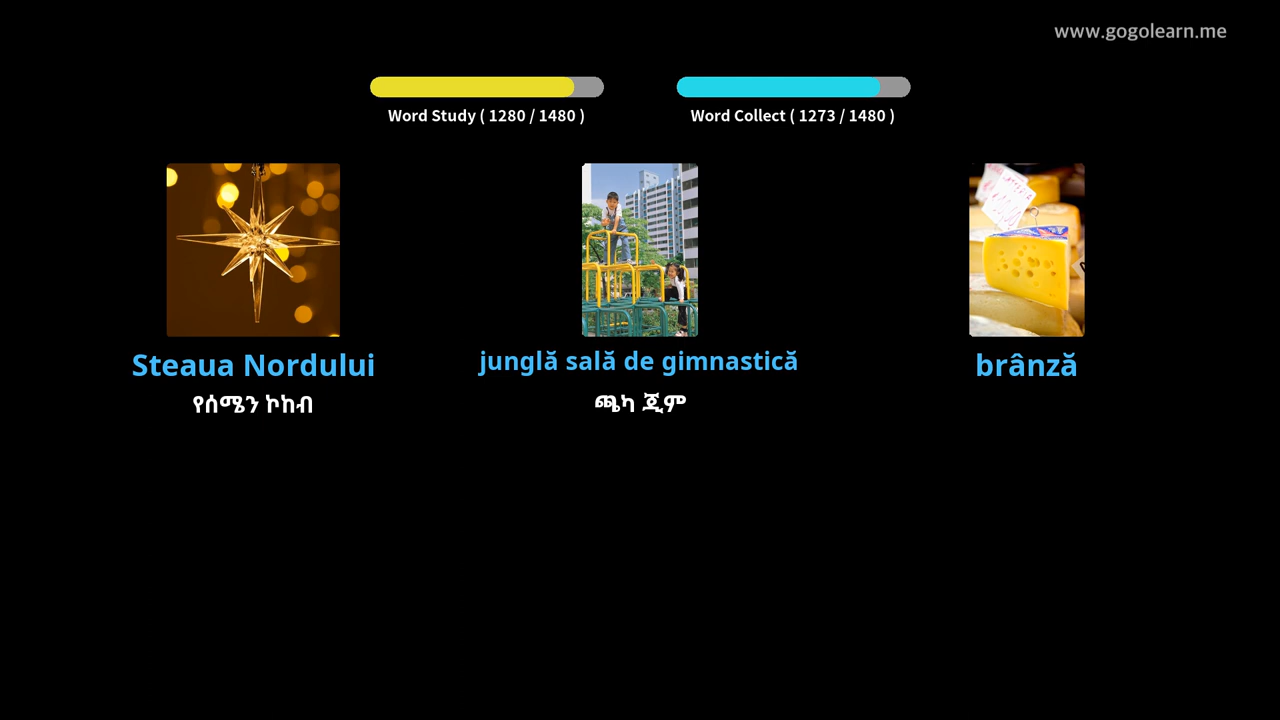 www.gogolearn.me
Word Study ( 1280 / 1480 )
Word Collect ( 1273 / 1480 )
Steaua Nordului
junglă sală de gimnastică
brânză
የሰሜን ኮከብ
ጫካ ጂም